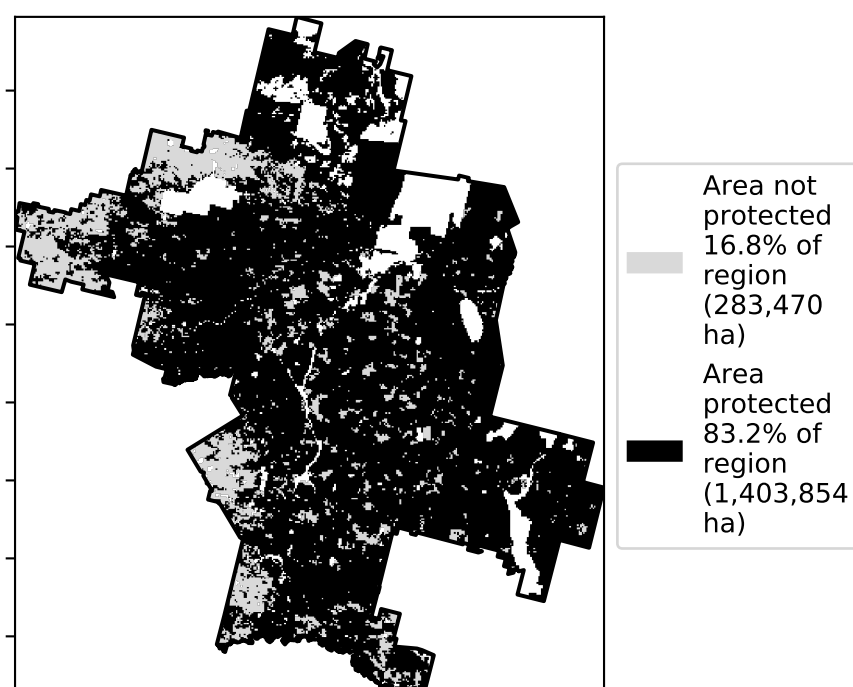 Area not
protected
16.8% of
region
(283,470
ha)
Area
protected
83.2% of
region
(1,403,854
ha)